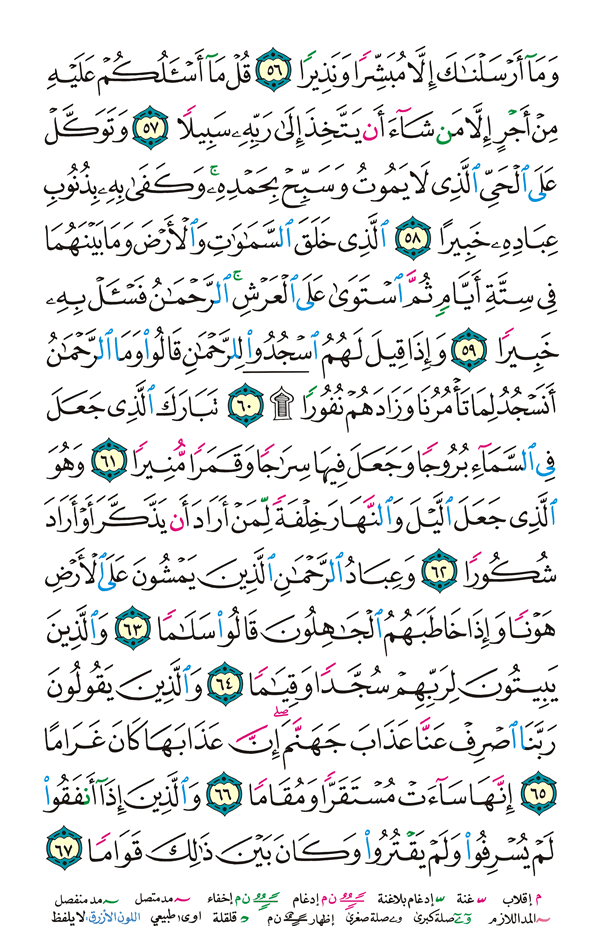 وَمَآ أَرْسَلْنَٰكَ إِلَّا مُبَشِّرًا وَنَذِيرًا ٥٦ قُلْ مَآ أَسْـَٔلُكُمْ عَلَيْهِ
مِنْ أَجْرٍ إِلَّا مَن شَآءَ أَن يَتَّخِذَ إِلَىٰ رَبِّهِۦ سَبِيلًا ٥٧ وَتَوَكَّلْ
عَلَى ٱلْحَىِّ ٱلَّذِى لَا يَمُوتُ وَسَبِّحْ بِحَمْدِهِۦ ۚ وَكَفَىٰ بِهِۦ بِذُنُوبِ
عِبَادِهِۦ خَبِيرًا ٥٨ ٱلَّذِى خَلَقَ ٱلسَّمَٰوَٰتِ وَٱلْأَرْضَ وَمَا بَيْنَهُمَا
فِى سِتَّةِ أَيَّامٍ ثُمَّ ٱسْتَوَىٰ عَلَى ٱلْعَرْشِ ۚ ٱلرَّحْمَٰنُ فَسْـَٔلْ بِهِۦ
خَبِيرًا ٥٩ وَإِذَا قِيلَ لَهُمُ ٱسْجُدُوا۟ لِلرَّحْمَٰنِ قَالُوا۟ وَمَا ٱلرَّحْمَٰنُ
أَنَسْجُدُ لِمَا تَأْمُرُنَا وَزَادَهُمْ نُفُورًا ۩ ٦٠ تَبَارَكَ ٱلَّذِى جَعَلَ
فِى ٱلسَّمَآءِ بُرُوجًا وَجَعَلَ فِيهَا سِرَٰجًا وَقَمَرًا مُّنِيرًا ٦١ وَهُوَ
ٱلَّذِى جَعَلَ ٱلَّيْلَ وَٱلنَّهَارَ خِلْفَةً لِّمَنْ أَرَادَ أَن يَذَّكَّرَ أَوْ أَرَادَ
شُكُورًا ٦٢ وَعِبَادُ ٱلرَّحْمَٰنِ ٱلَّذِينَ يَمْشُونَ عَلَى ٱلْأَرْضِ
هَوْنًا وَإِذَا خَاطَبَهُمُ ٱلْجَٰهِلُونَ قَالُوا۟ سَلَٰمًا ٦٣ وَٱلَّذِينَ
يَبِيتُونَ لِرَبِّهِمْ سُجَّدًا وَقِيَٰمًا ٦٤ وَٱلَّذِينَ يَقُولُونَ
رَبَّنَا ٱصْرِفْ عَنَّا عَذَابَ جَهَنَّمَ ۖ إِنَّ عَذَابَهَا كَانَ غَرَامًا
٦٥ إِنَّهَا سَآءَتْ مُسْتَقَرًّا وَمُقَامًا ٦٦ وَٱلَّذِينَ إِذَآ أَنفَقُوا۟
لَمْ يُسْرِفُوا۟ وَلَمْ يَقْتُرُوا۟ وَكَانَ بَيْنَ ذَٰلِكَ قَوَامًا ٦٧
م إقلاب غنة إدغام بلاغنة ن م إدغام ن م إخفاء مد متصل مد منفصل
المد اللازم صلة كبرى صلة صغرى إظهار ن م قلقلة اوى طبيعي اللون الأزرق: لا يلفظ